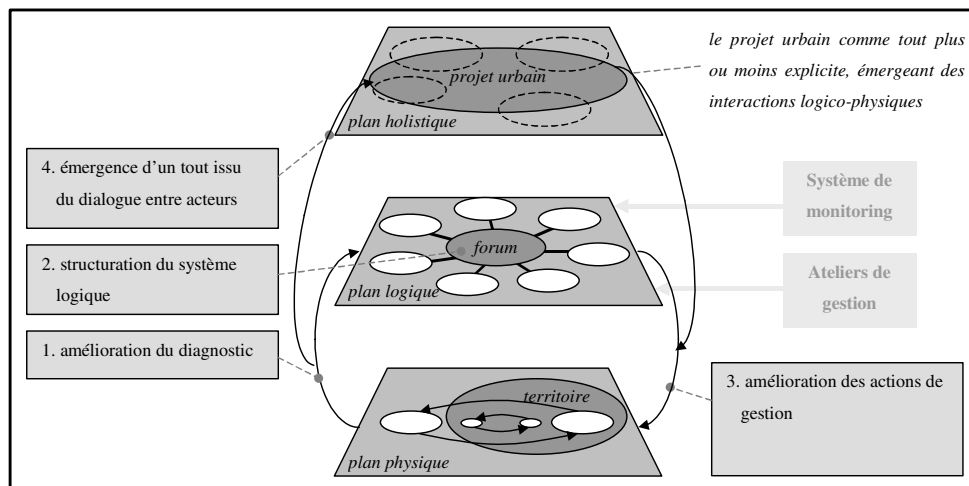 le projet urbain comme tout plus
ou moins explicite, émergeant des
interactions logico-physiques
projet urbain
plan holistique
4. émergence d'un tout issu
du dialogue entre acteurs
Système de
monitoring
2. structuration du système
logique
forum
plan logique
Ateliers de
gestion
1. amélioration du diagnostic
3. amélioration des actions de
gestion
territoire
plan physique